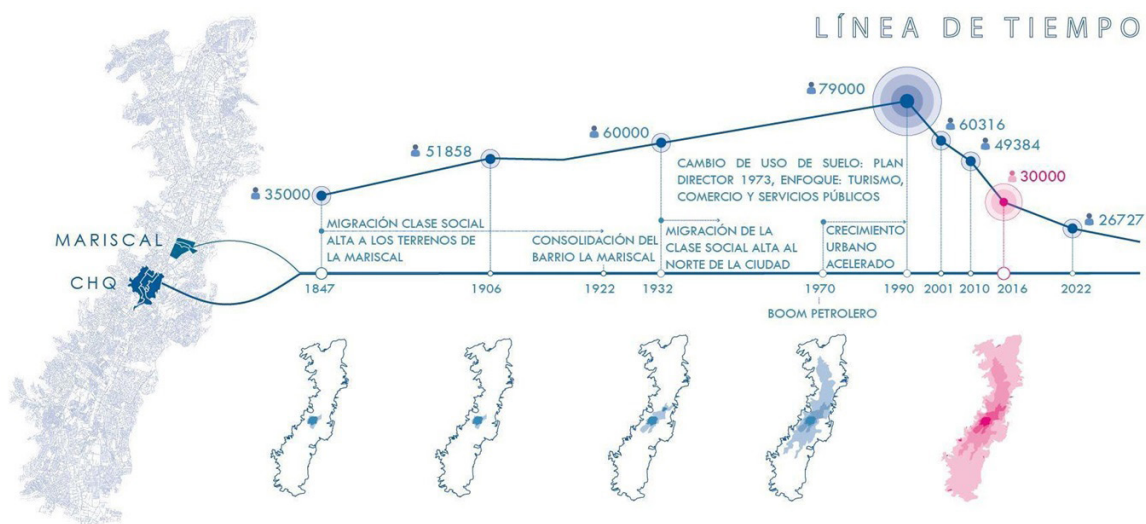 LÍNEA DE TIEMPO
79000
60000
60316
51858
49384
30000
35000
26727
CAMBIO DE USO DE SUELO: PLAN
DIRECTOR 1973, ENFOQUE: TURISMO,
COMERCIO Y SERVICIOS PÚBLICOS
MIGRACIÓN CLASE SOCIAL
ALTA A LOS TERRENOS DE
LA MARISCAL
CONSOLIDACIÓN DEL
BARRIO LA MARISCAL
MIGRACIÓN DE LA
CLASE SOCIAL ALTA AL
NORTE DE LA CIUDAD
CRECIMIENTO
URBANO
ACELERADO
MARISCAL
CHQ
1847
1906
1922
1932
1970
1990
2001
2010
2016
2022
BOOM PETROLERO